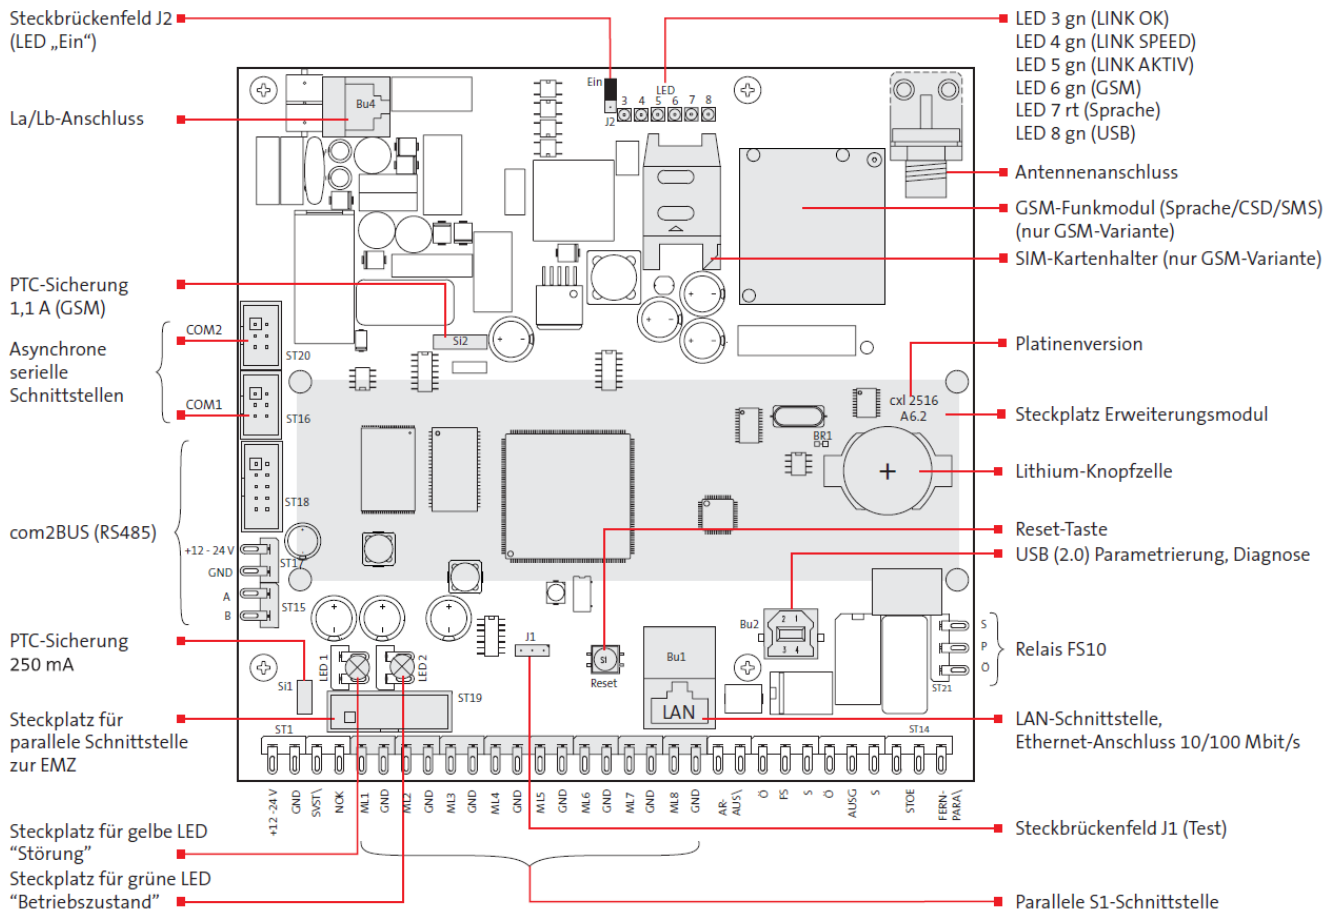 Steckbrückenfeld J2
(LED „Ein“)
La/Lb-Anschluss
PTC-Sicherung
1,1 A (GSM)
Asynchrone
serielle
Schnittstellen
com2BUS (RS485)
PTC-Sicherung
250 mA
Steckplatz für
parallele Schnittstelle
zur EMZ
Steckplatz für gelbe LED
“Störung”
Steckplatz für grüne LED
“Betriebszustand”
Bu4
Ein
J2
LED
3 4 5 6 7 8
Si2
COM2
ST20
COM1
ST16
ST18
+12 - 24 V
GND
ST17
A
B
ST15
cxl 2516
A6.2
BR1
+
J1
S1
Reset
Bu1
LAN
Bu2
2 1
3 4
S
P
Ö
ST21
LED 1
LED 2
Si1
ST19
ST1
ST14
+12 -24 V
GND
SVST\
NOK
ML1
GND
ML2
GND
ML3
GND
ML4
GND
ML5
GND
ML6
GND
ML7
GND
ML8
GND
AR-
AUS\
Ö
FS
S
Ö
AUSG
S
STOE
FERN-
PARA\
LED 3 gn (LINK OK)
LED 4 gn (LINK SPEED)
LED 5 gn (LINK AKTIV)
LED 6 gn (GSM)
LED 7 rt (Sprache)
LED 8 gn (USB)
Antennenanschluss
GSM-Funkmodul (Sprache/CSD/SMS)
(nur GSM-Variante)
SIM-Kartenhalter (nur GSM-Variante)
Platinenversion
Steckplatz Erweiterungsmodul
Lithium-Knopfzelle
Reset-Taste
USB (2.0) Parametrierung, Diagnose
Relais FS10
LAN-Schnittstelle,
Ethernet-Anschluss 10/100 Mbit/s
Steckbrückenfeld J1 (Test)
Parallele S1-Schnittstelle